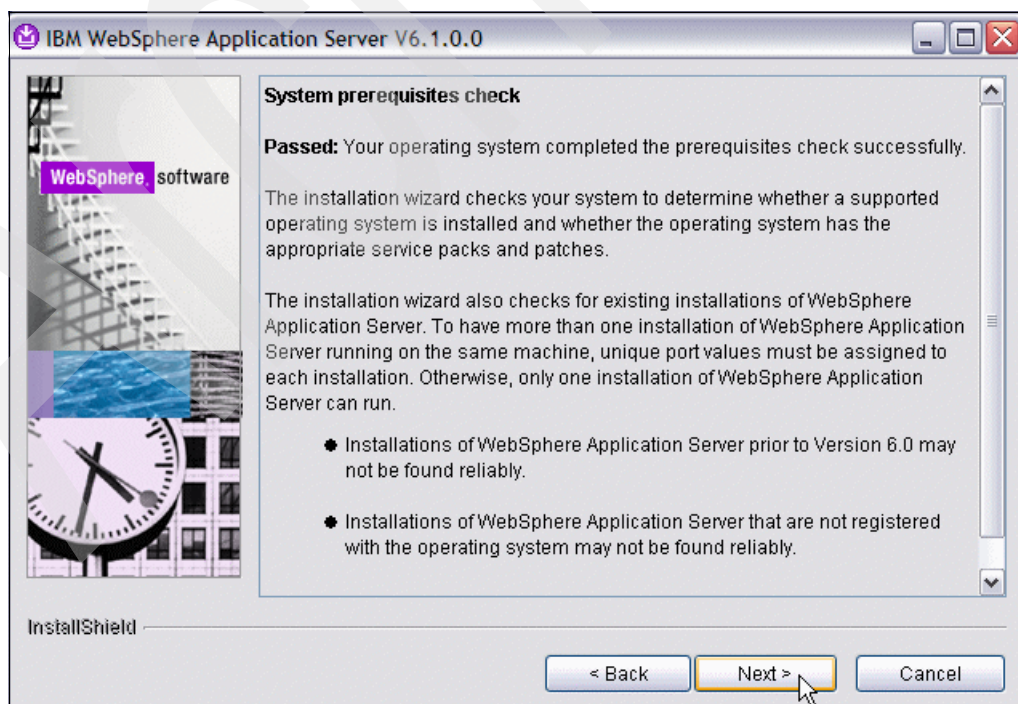 IBM WebSphere Application Server V6.1.0.0
WebSphere software
System prerequisites check
Passed: Your operating system completed the prerequisites check successfully.
The installation wizard checks your system to determine whether a supported
operating system is installed and whether the operating system has the
appropriate service packs and patches.
The installation wizard also checks for existing installations of WebSphere
Application Server. To have more than one installation of WebSphere Application
Server running on the same machine, unique port values must be assigned to
each installation. Otherwise, only one installation of WebSphere Application
Server can run.
● Installations of WebSphere Application Server prior to Version 6.0 may
not be found reliably.
● Installations of WebSphere Application Server that are not registered
with the operating system may not be found reliably.
InstallShield
< Back Next > Cancel